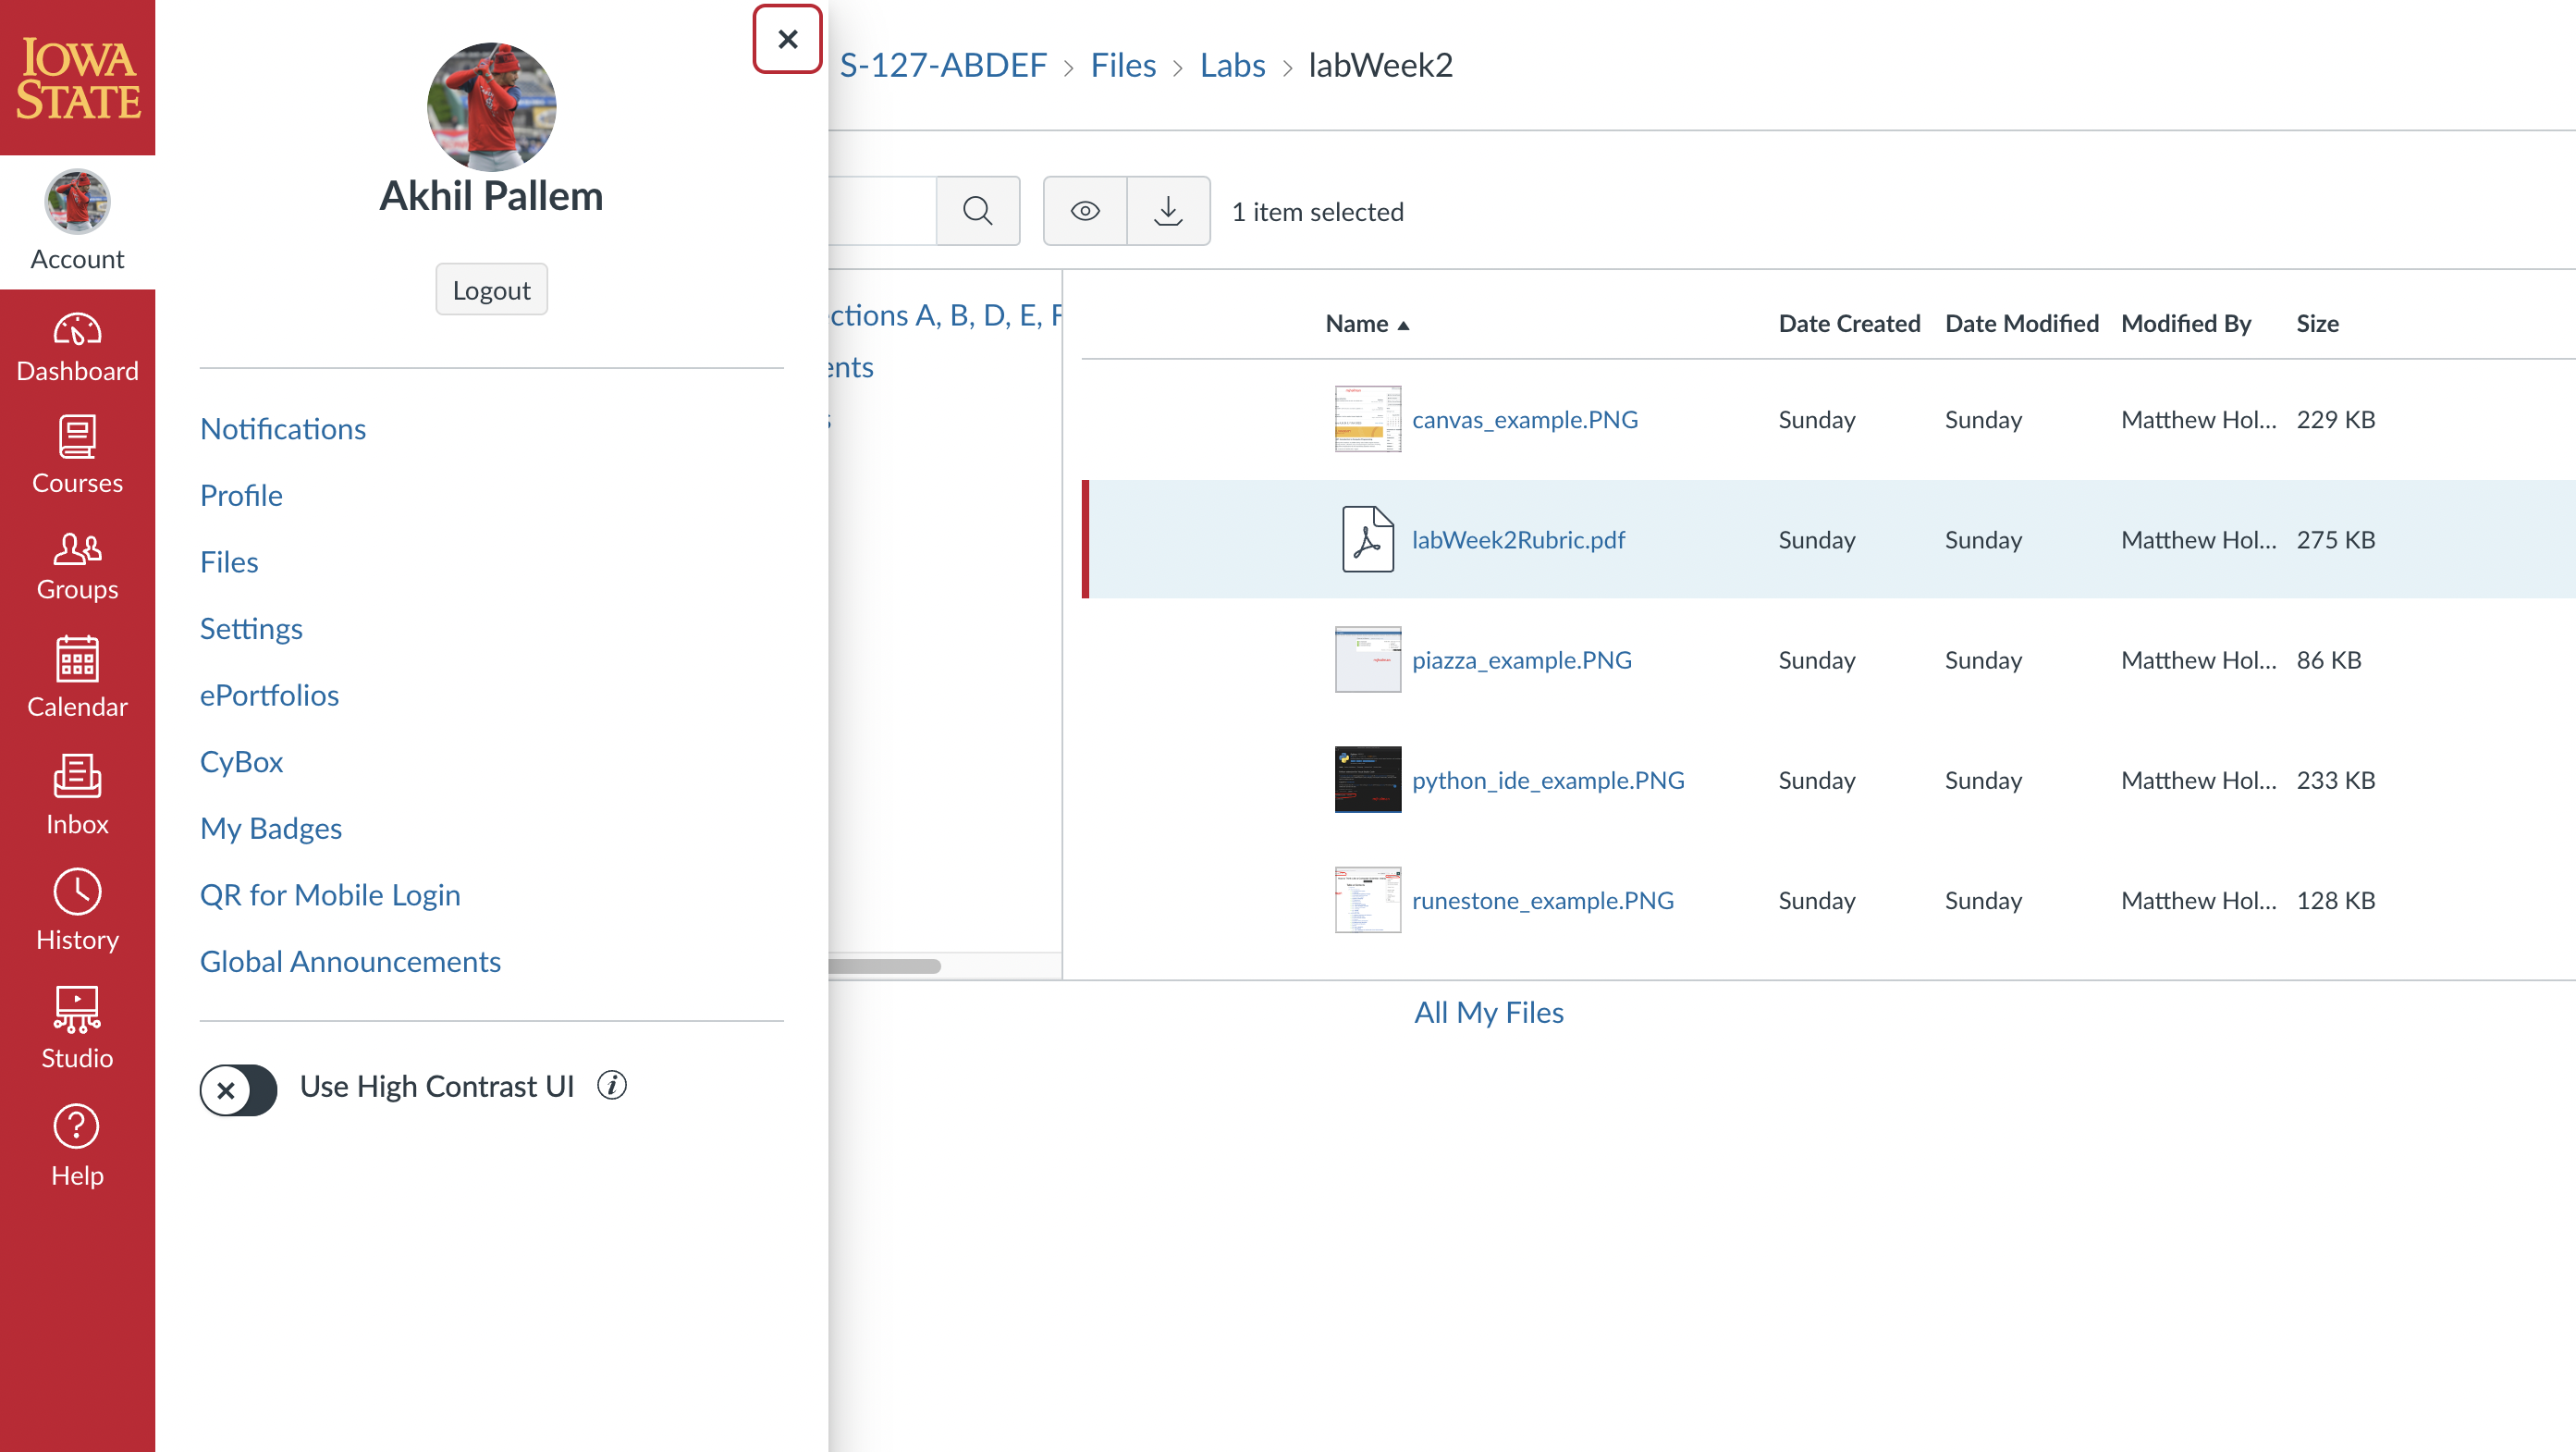 IOWA
STATE
Account
Dashboard
Courses
Groups
Calendar
Inbox
History
Studio
Help
Akhil Pallem
Logout
Notifications
Profile
Files
Settings
ePortfolios
CyBox
My Badges
QR for Mobile Login
Global Announcements
Use High Contrast UI
S-127-ABDEF > Files > Labs > labWeek2
1 item selected
ctions A, B, D, E, F
ents
s
Name Date Created Date Modified Modified By Size
canvas_example.PNG Sunday Sunday Matthew Hol... 229 KB
labWeek2Rubric.pdf Sunday Sunday Matthew Hol... 275 KB
piazza_example.PNG Sunday Sunday Matthew Hol... 86 KB
python_ide_example.PNG Sunday Sunday Matthew Hol... 233 KB
runestone_example.PNG Sunday Sunday Matthew Hol... 128 KB
All My Files